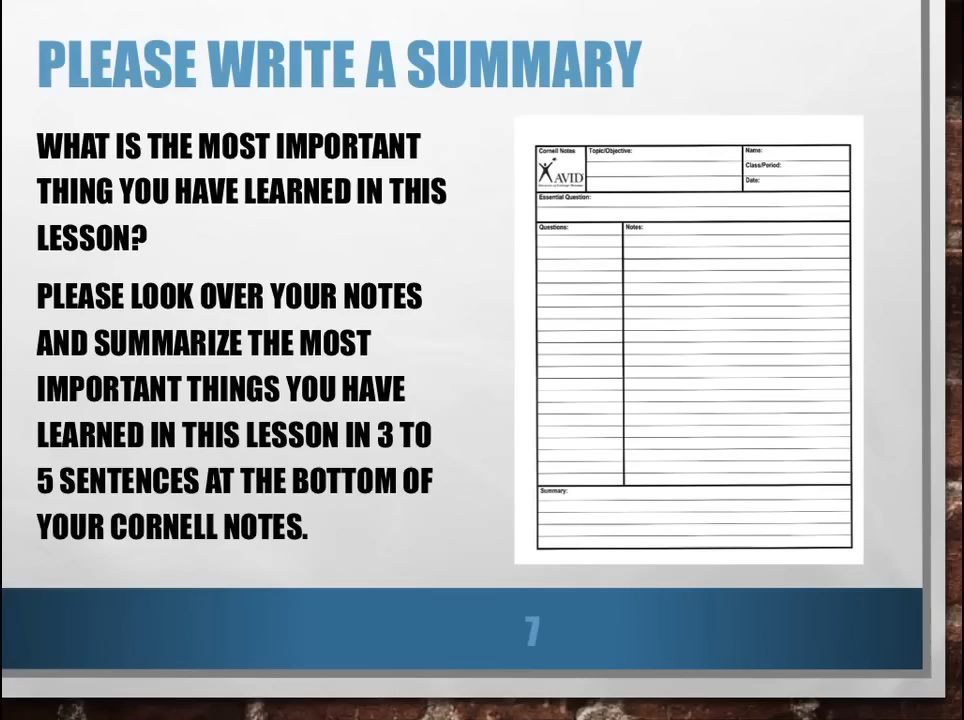 PLEASE WRITE A SUMMARY
WHAT IS THE MOST IMPORTANT
THING YOU HAVE LEARNED IN THIS
LESSON?
PLEASE LOOK OVER YOUR NOTES
AND SUMMARIZE THE MOST
IMPORTANT THINGS YOU HAVE
LEARNED IN THIS LESSON IN 3 TO
5 SENTENCES AT THE BOTTOM OF
YOUR CORNELL NOTES.
Cornell Notes
AVID
Topic/Objective:
Name:
Class/Period:
Date:
Essential Question:
Questions:
Notes:
Summary:
7